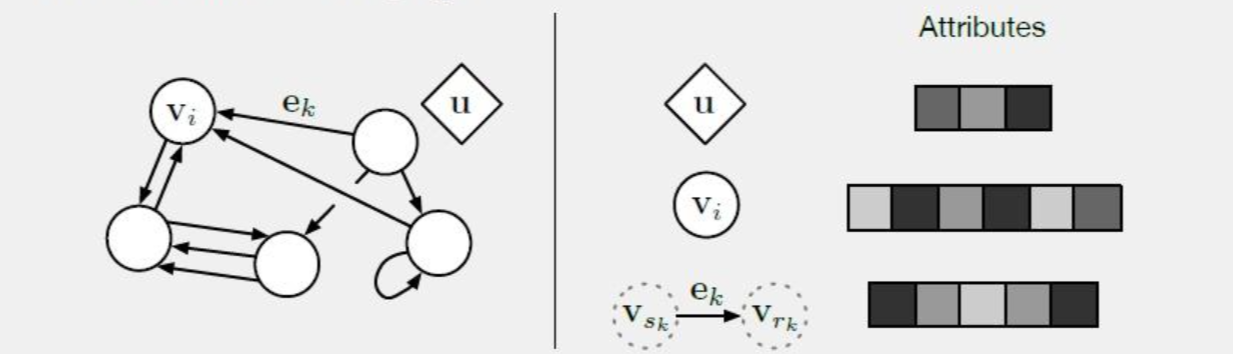 Attributes
v_i
e_k
u
u
v_i
v_{s_k} e_k v_{r_k}